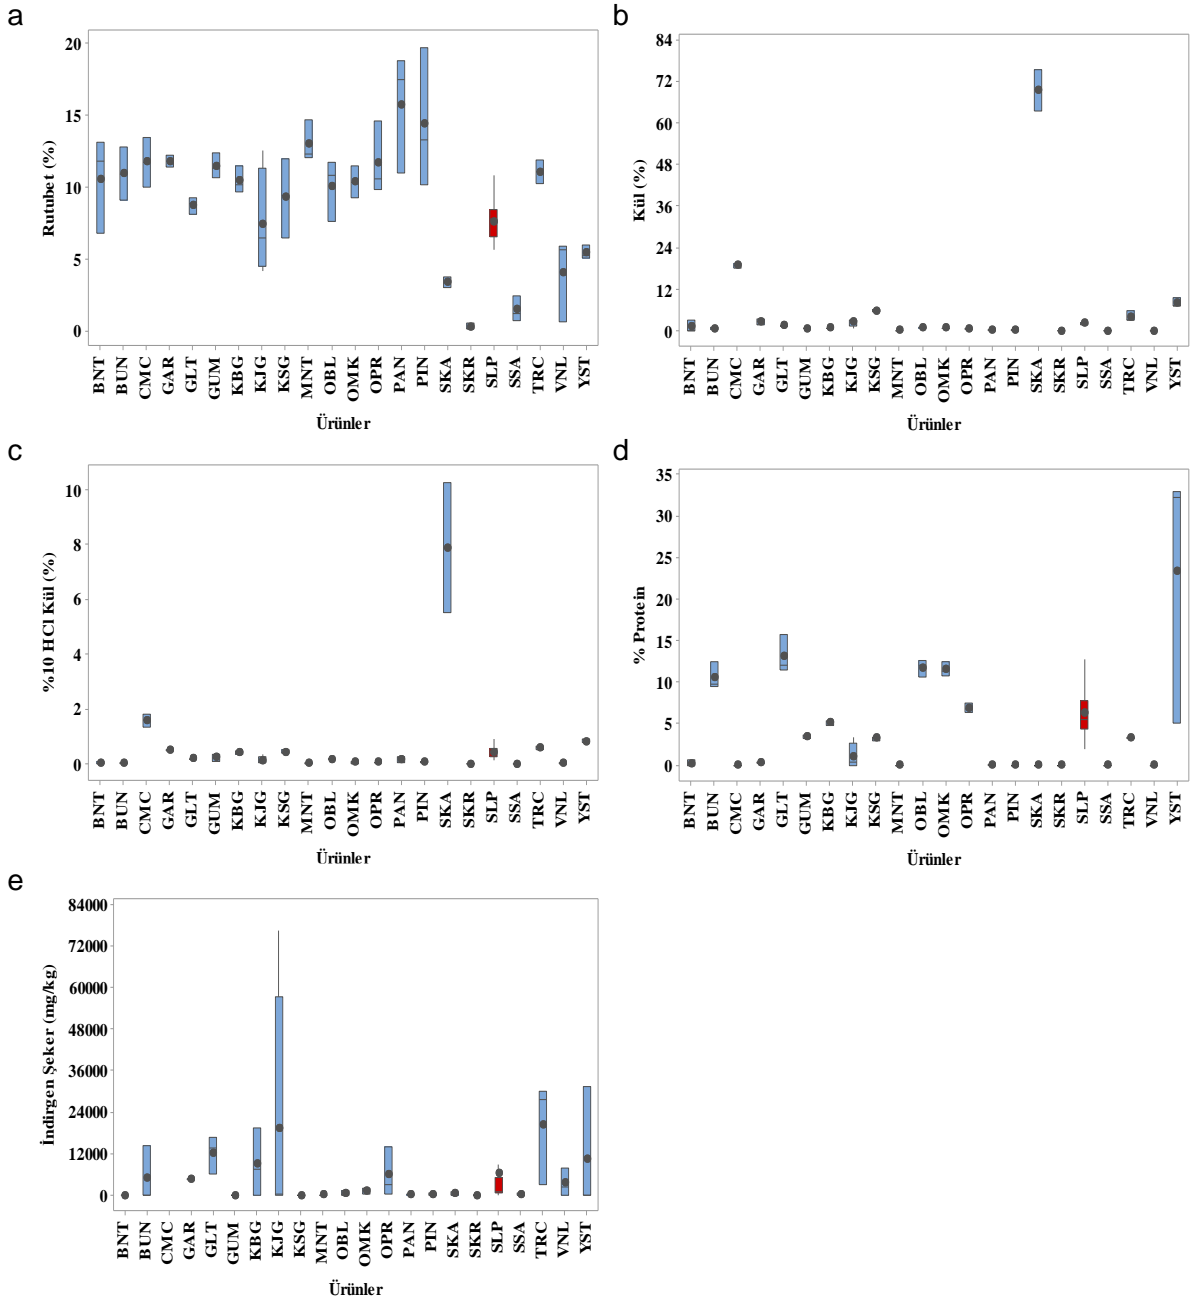 a
Rutubet (%)
20
15
10
5
0
BNT BUN CMC GAR GLT GUM KBG KJG KSG MNT OBL OMK OPR PAN PIN SKA SKR SLP SSA TRC VNL YST
Ürünler
b
Kül (%)
84
72
60
48
36
24
12
0
BNT BUN CMC GAR GLT GUM KBG KJG KSG MNT OBL OMK OPR PAN PIN SKA SKR SLP SSA TRC VNL YST
Ürünler
c
%10 HCl Kül (%)
10
8
6
4
2
0
BNT BUN CMC GAR GLT GUM KBG KJG KSG MNT OBL OMK OPR PAN PIN SKA SKR SLP SSA TRC VNL YST
Ürünler
d
% Protein
35
30
25
20
15
10
5
0
BNT BUN CMC GAR GLT GUM KBG KJG KSG MNT OBL OMK OPR PAN PIN SKA SKR SLP SSA TRC VNL YST
Ürünler
e
İndirgen Şeker (mg/kg)
84000
72000
60000
48000
36000
24000
12000
0
BNT BUN CMC GAR GLT GUM KBG KJG KSG MNT OBL OMK OPR PAN PIN SKA SKR SLP SSA TRC VNL YST
Ürünler